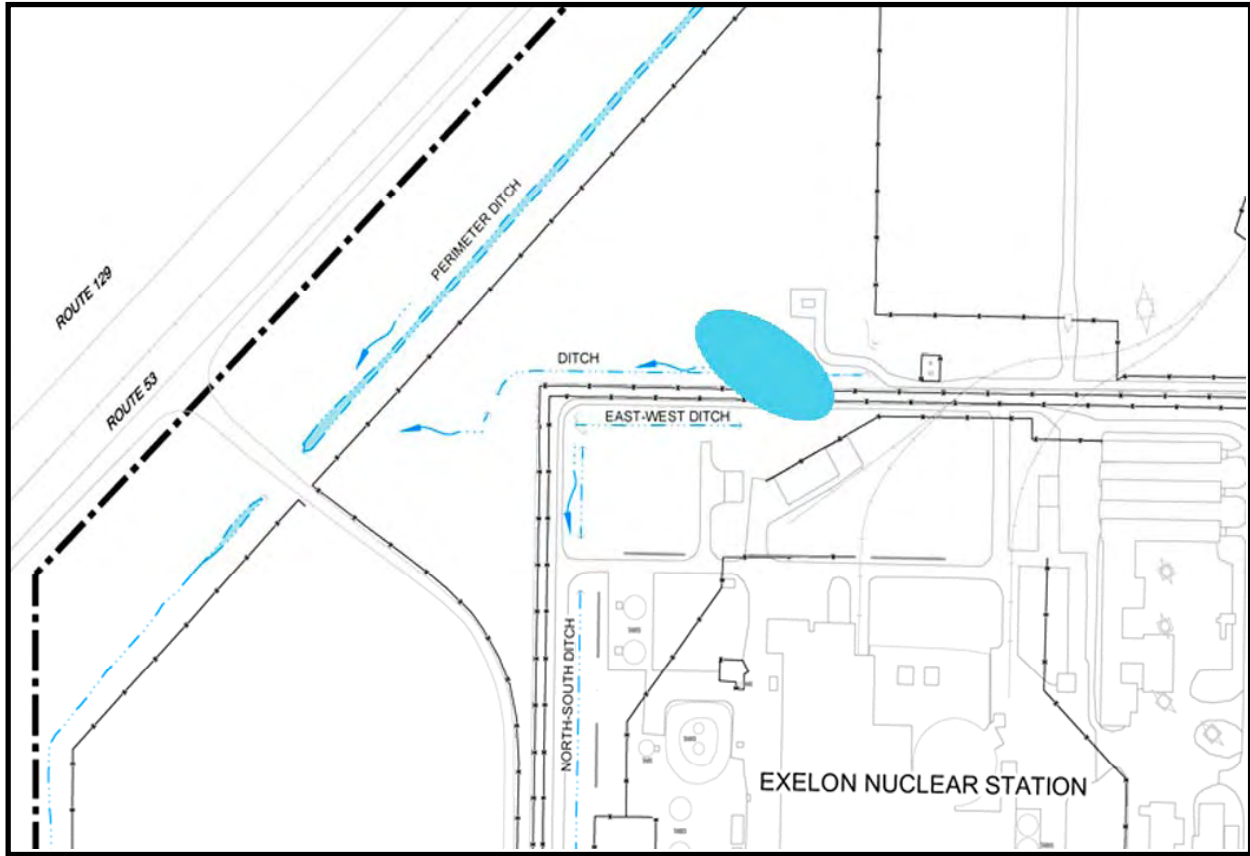 PERIMETER DITCH
ROUTE 129
DITCH
ROUTE 53
EAST-WEST DITCH
NORTH-SOUTH DITCH
EXELON NUCLEAR STATION